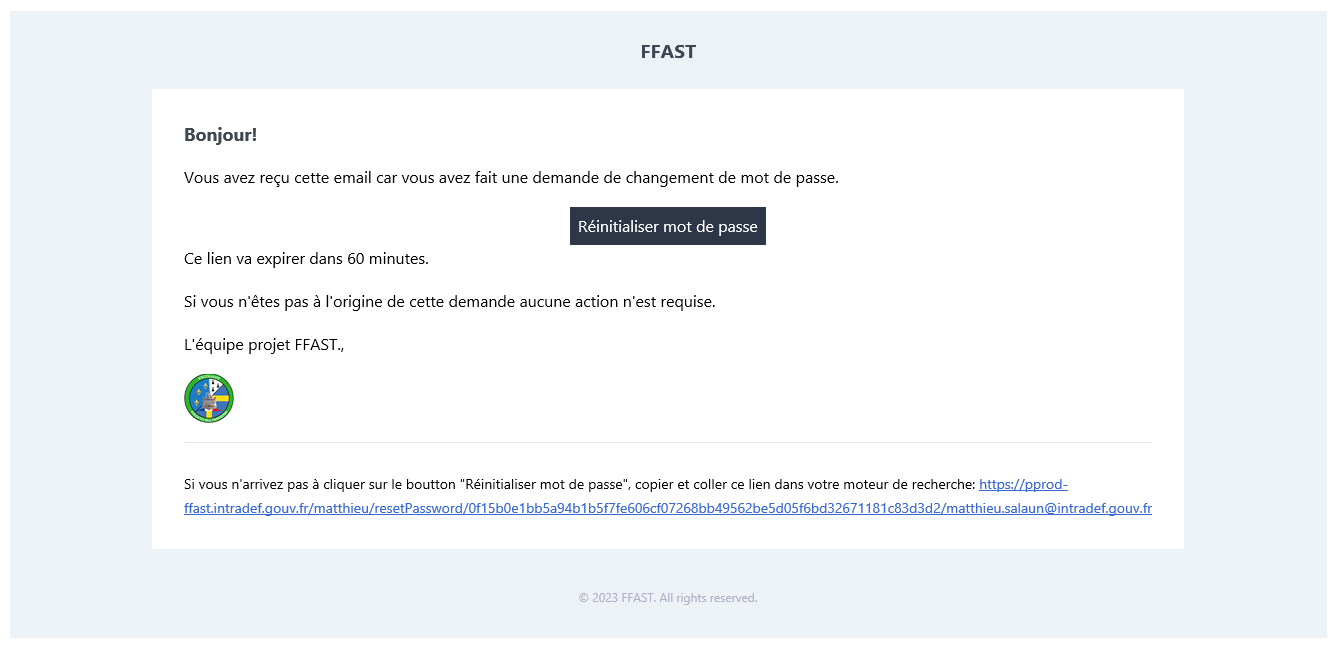 FFAST
Bonjour!
Vous avez reçu cette email car vous avez fait une demande de changement de mot de passe.
Réinitialiser mot de passe
Ce lien va expirer dans 60 minutes.
Si vous n'êtes pas à l'origine de cette demande aucune action n'est requise.
L'équipe projet FFAST.,
Si vous n'arrivez pas à cliquer sur le boutton "Réinitialiser mot de passe", copier et coller ce lien dans votre moteur de recherche: https://pprod-
ffast.intradef.gouv.fr/matthieu/resetPassword/0f15b0e1bb5a94b1b5f7fe606cf07268bb49562be5d05f6bd32671181c83d3d2/matthieu.salaun@intradef.gouv.fr
© 2023 FFAST. All rights reserved.